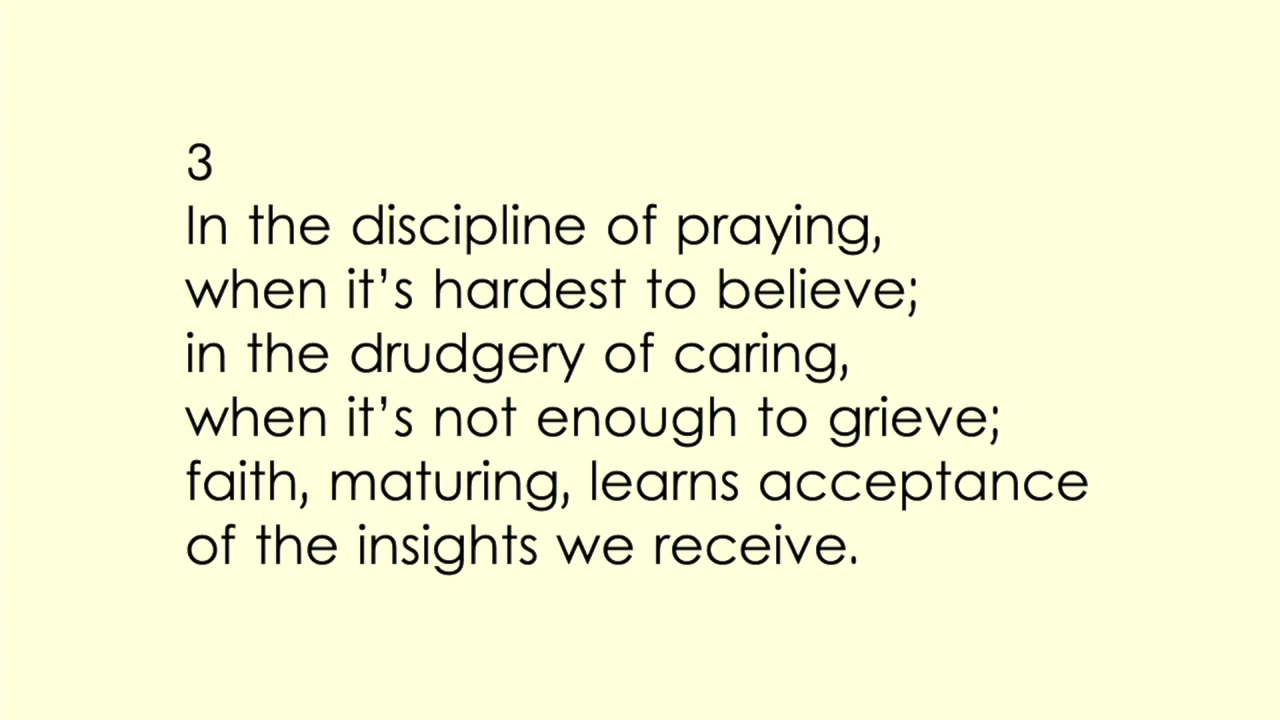 3
In the discipline of praying,
when it’s hardest to believe;
in the drudgery of caring,
when it’s not enough to grieve;
faith, maturing, learns acceptance
of the insights we receive.